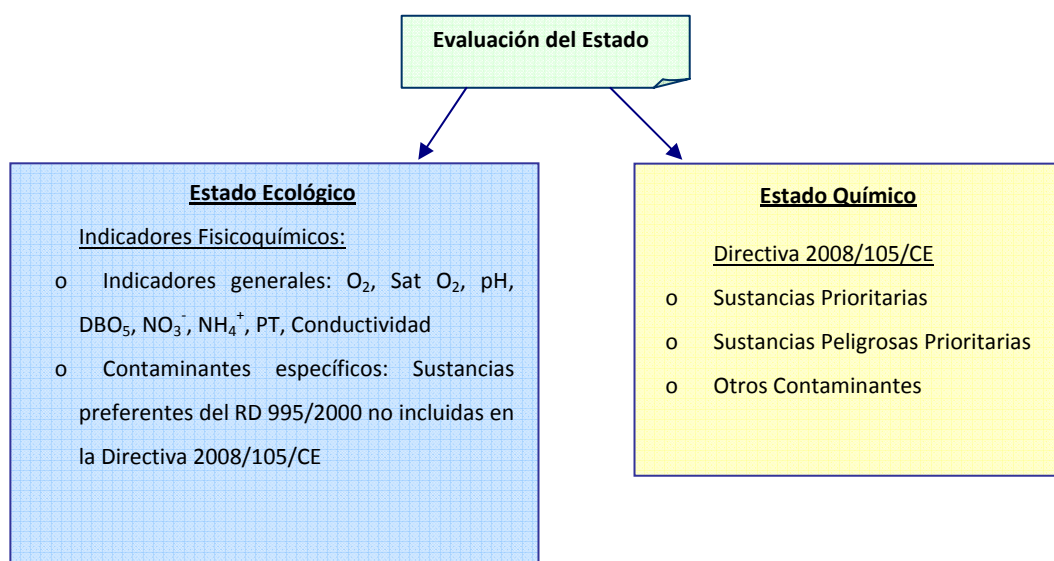 Evaluación del Estado
Estado Ecológico
Indicadores Fisicoquímicos:
o Indicadores generales: O₂, Sat O₂, pH,
DBO₅, NO₃⁻, NH₄⁺, PT, Conductividad
o Contaminantes específicos: Sustancias
preferentes del RD 995/2000 no incluidas en
la Directiva 2008/105/CE
Estado Químico
Directiva 2008/105/CE
o Sustancias Prioritarias
o Sustancias Peligrosas Prioritarias
o Otros Contaminantes